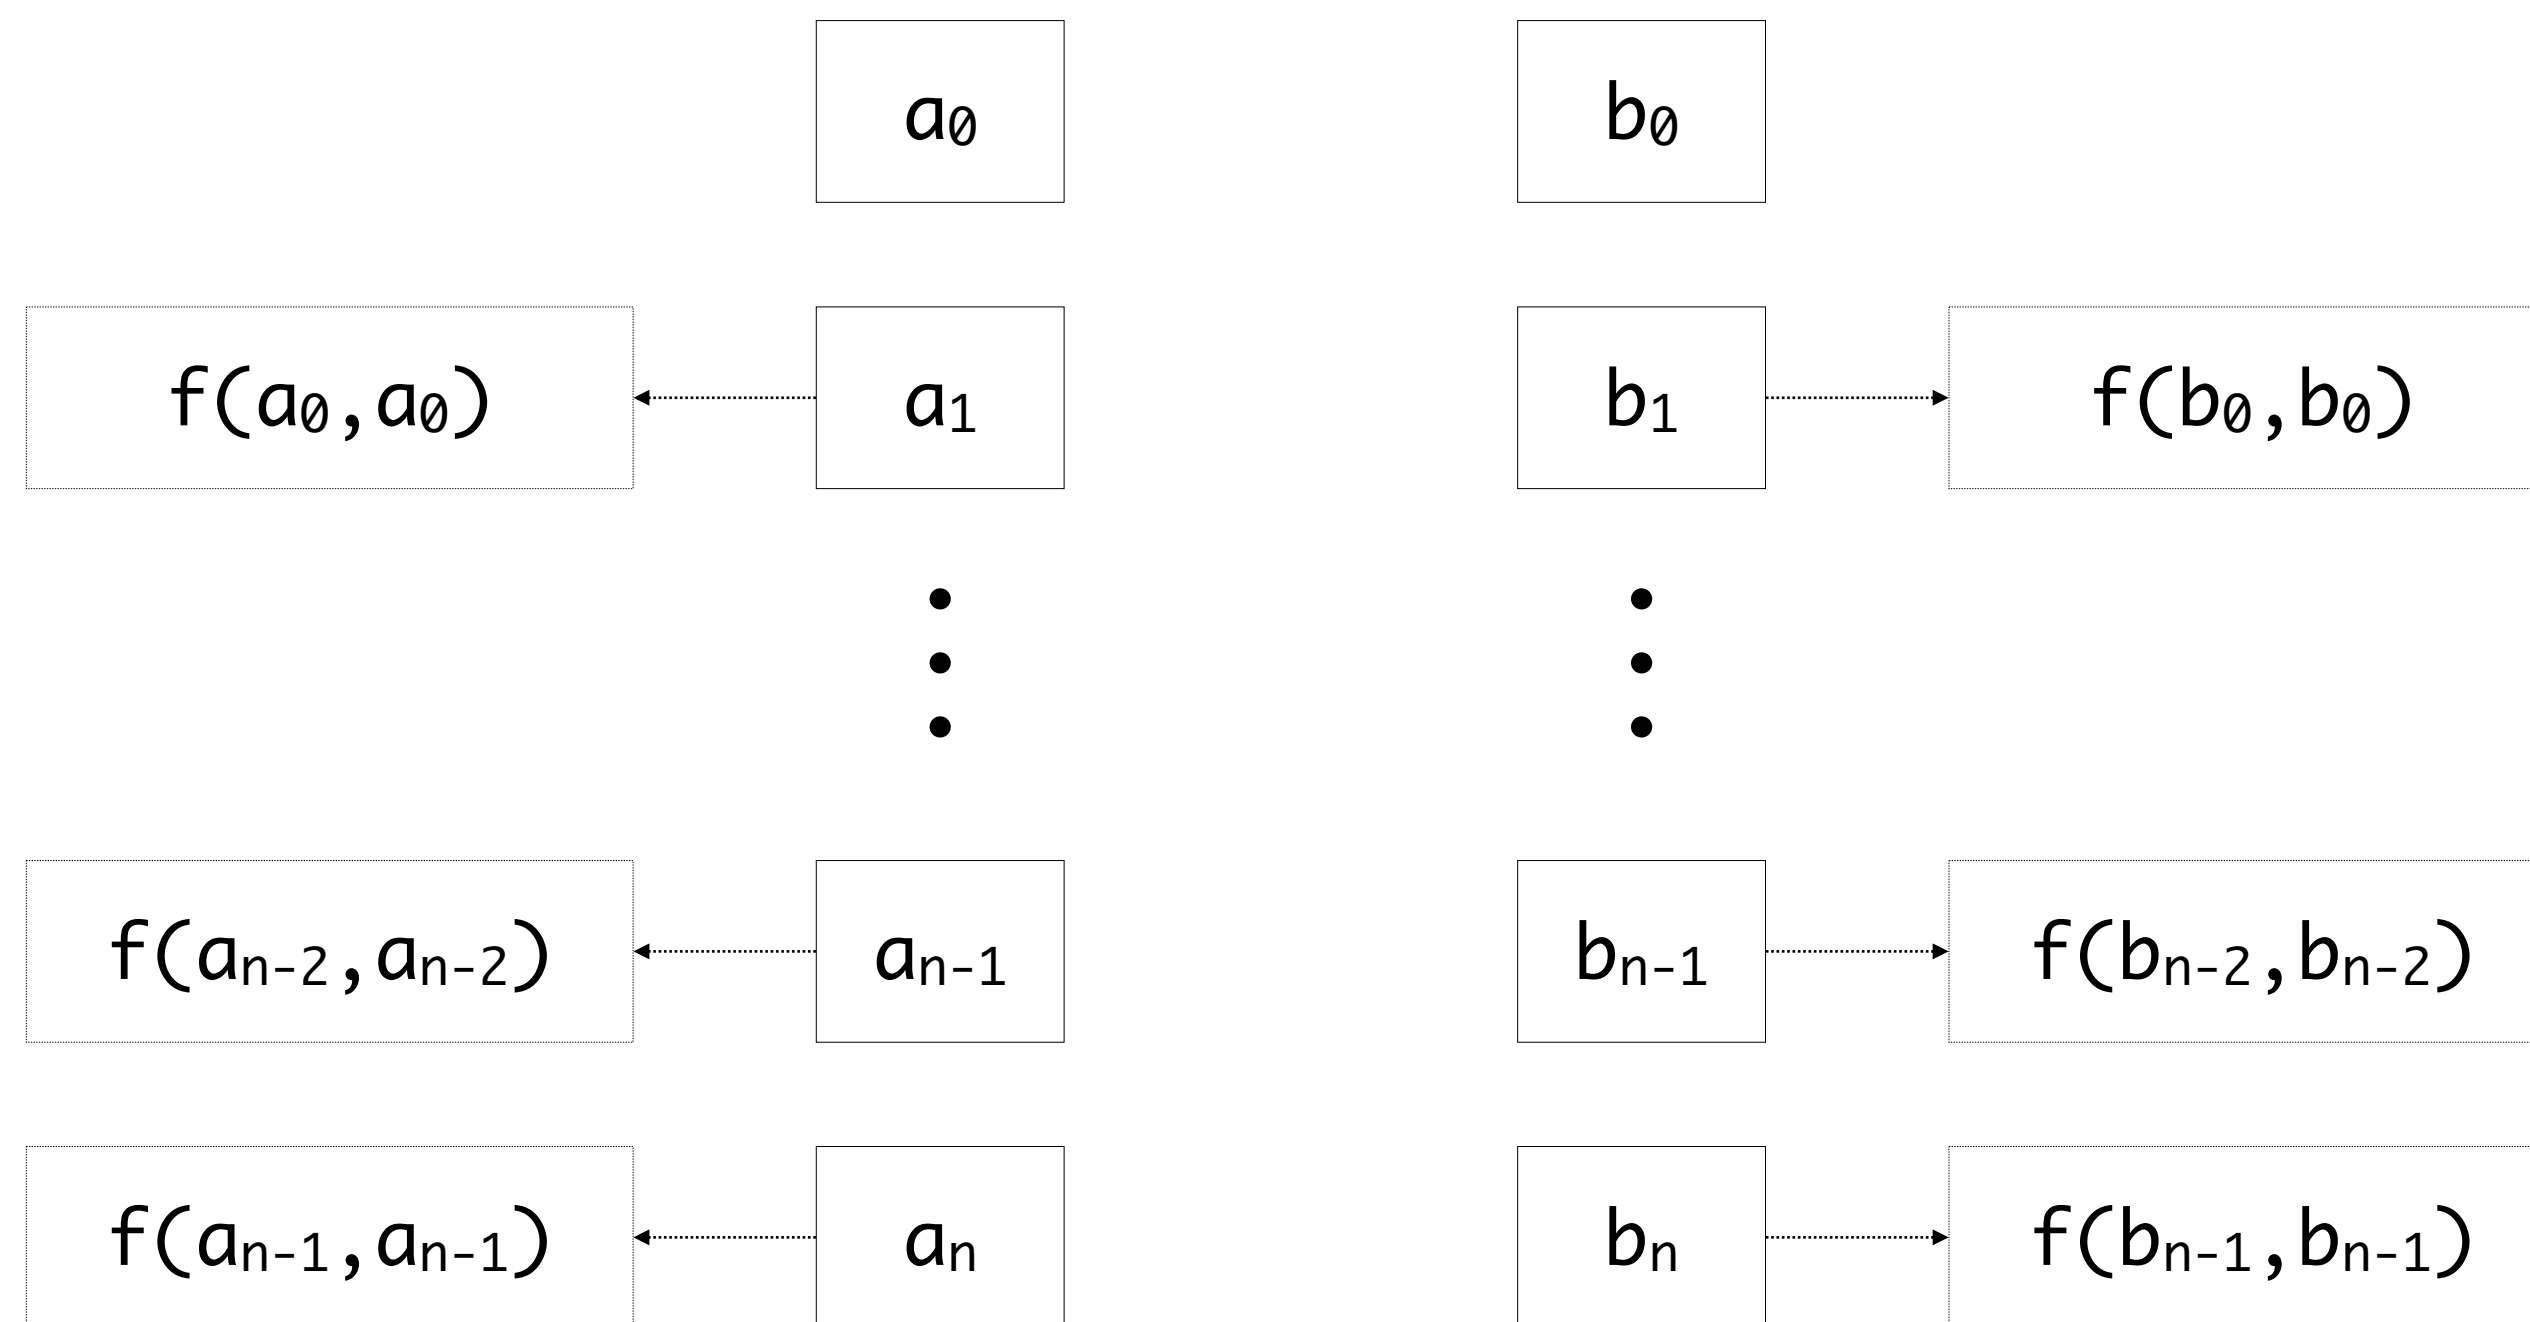 a₀ b₀
f(a₀,a₀) a₁ b₁ f(b₀,b₀)
f(aₙ₋₂,aₙ₋₂) aₙ₋₁ bₙ₋₁ f(bₙ₋₂,bₙ₋₂)
f(aₙ₋₁,aₙ₋₁) aₙ bₙ f(bₙ₋₁,bₙ₋₁)